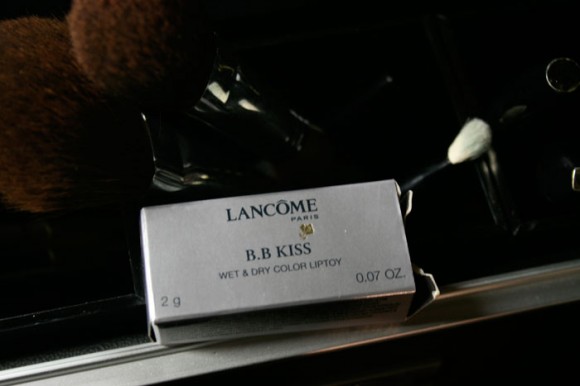 LANCÔME
PARIS
B.B KISS
WET & DRY COLOR LIPTOY
2 g
0.07 OZ.